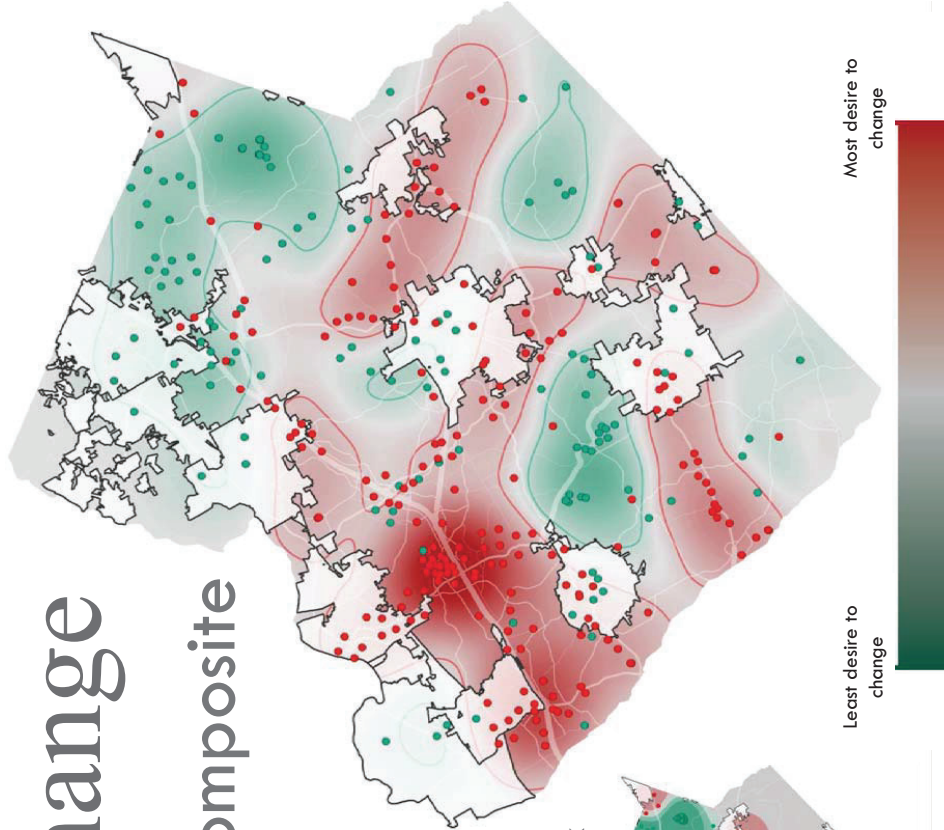 ange
omposite
Most desire to
change
Least desire to
change